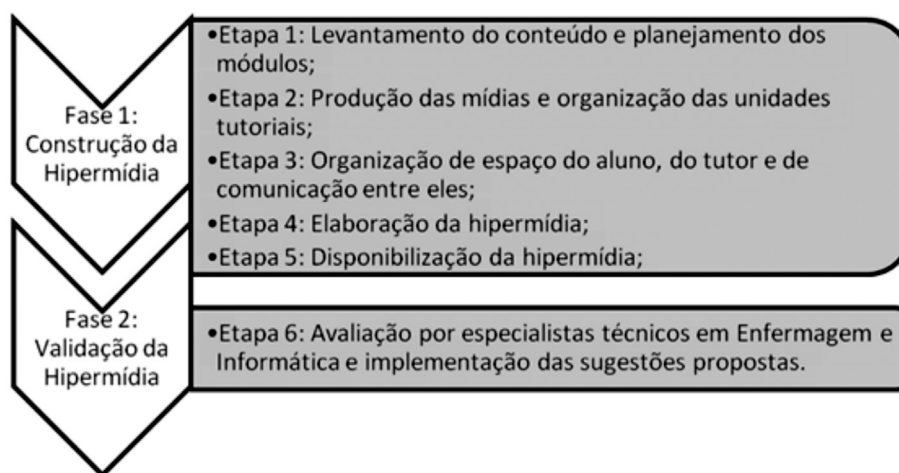 Fase 1:
Construção da
Hipermídia
•Etapa 1: Levantamento do conteúdo e planejamento dos
módulos;
•Etapa 2: Produção das mídias e organização das unidades
tutoriais;
•Etapa 3: Organização de espaço do aluno, do tutor e de
comunicação entre eles;
•Etapa 4: Elaboração da hipermídia;
•Etapa 5: Disponibilização da hipermídia;
Fase 2:
Validação da
Hipermídia
•Etapa 6: Avaliação por especialistas técnicos em Enfermagem e
Informática e implementação das sugestões propostas.